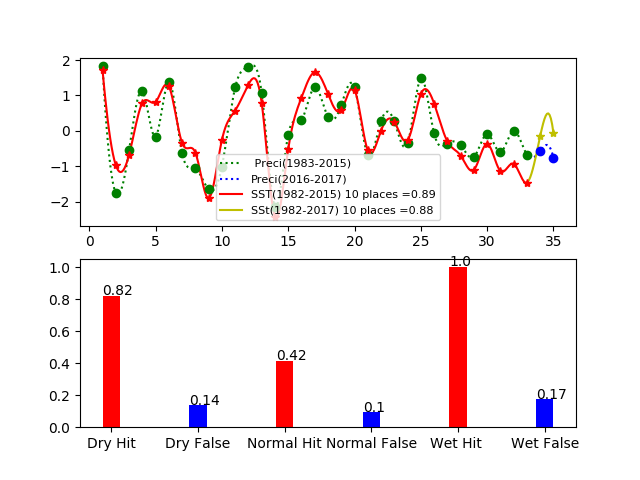 2
1
0
−1
−2
Preci(1983-2015)
Preci(2016-2017)
SST(1982-2015) 10 places =0.89
SSt(1982-2017) 10 places =0.88
0 5 10 15 20 25 30 35
1.0
0.8
0.6
0.4
0.2
0.0
0.82 0.14 0.42 0.1 1.0 0.17
Dry Hit Dry False Normal Hit Normal False Wet Hit Wet False